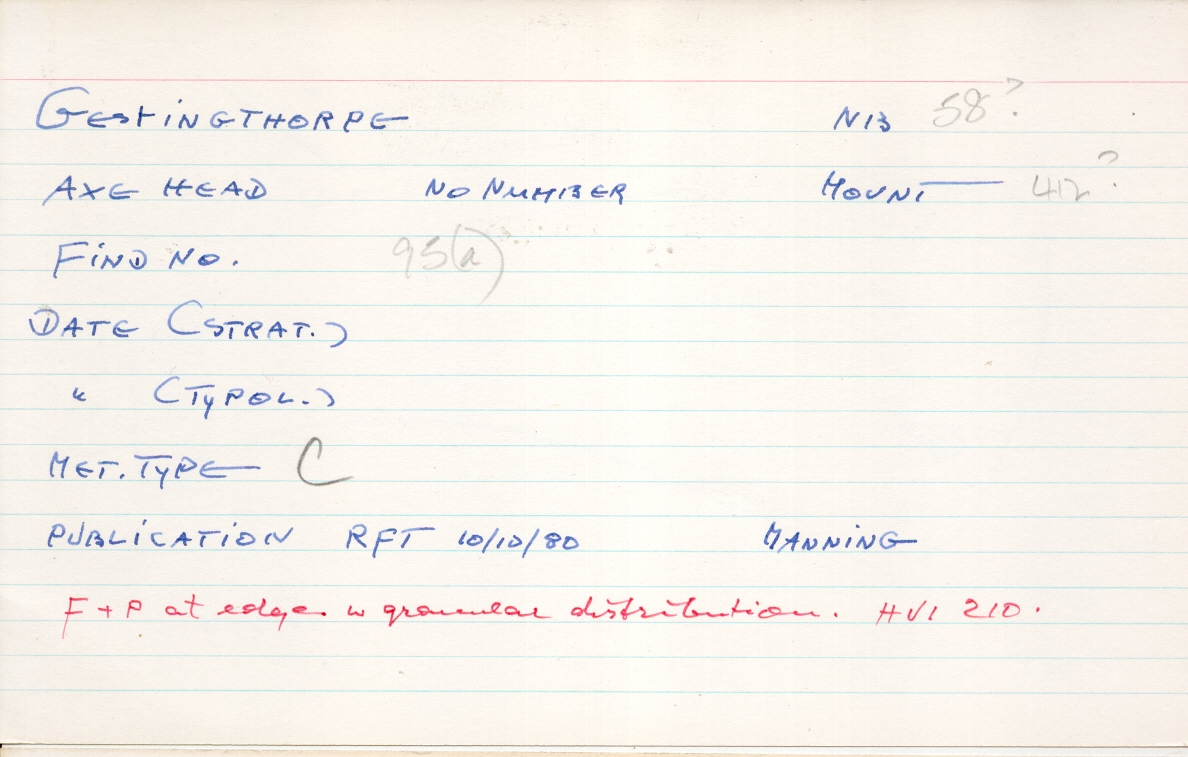 GESTINGTHORPE NB 58?
AXE HEAD NO NUMBER MOUNT 412?
FIND NO. 95(a)
DATE (STRAT.)
" (TYPOL.)
MET. TYPE C
PUBLICATION RFT 10/10/80 MANNING
F + P at edge in granular distribution. HV1 210.